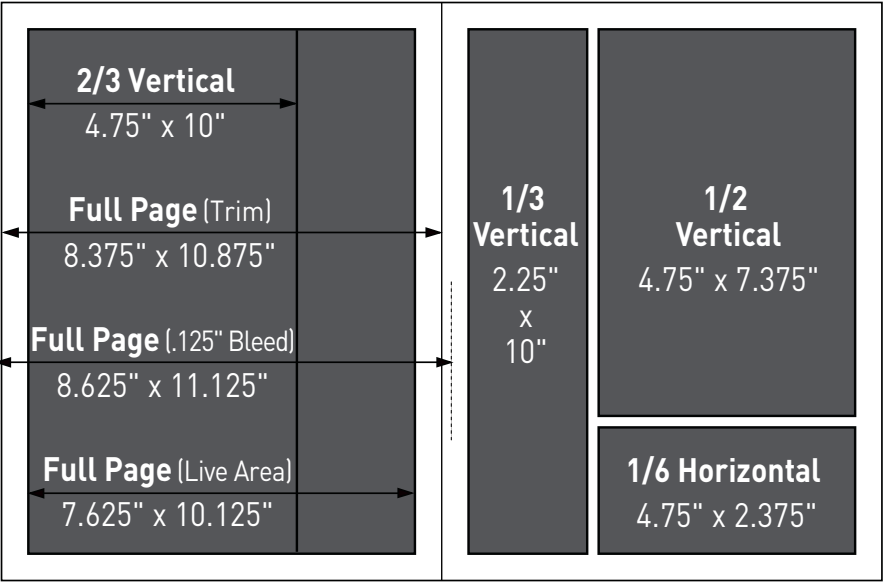 2/3 Vertical
4.75" x 10"
Full Page (Trim)
8.375" x 10.875"
Full Page (.125" Bleed)
8.625" x 11.125"
Full Page (Live Area)
7.625" x 10.125"
1/3
Vertical
2.25"
x
10"
1/2
Vertical
4.75" x 7.375"
1/6 Horizontal
4.75" x 2.375"